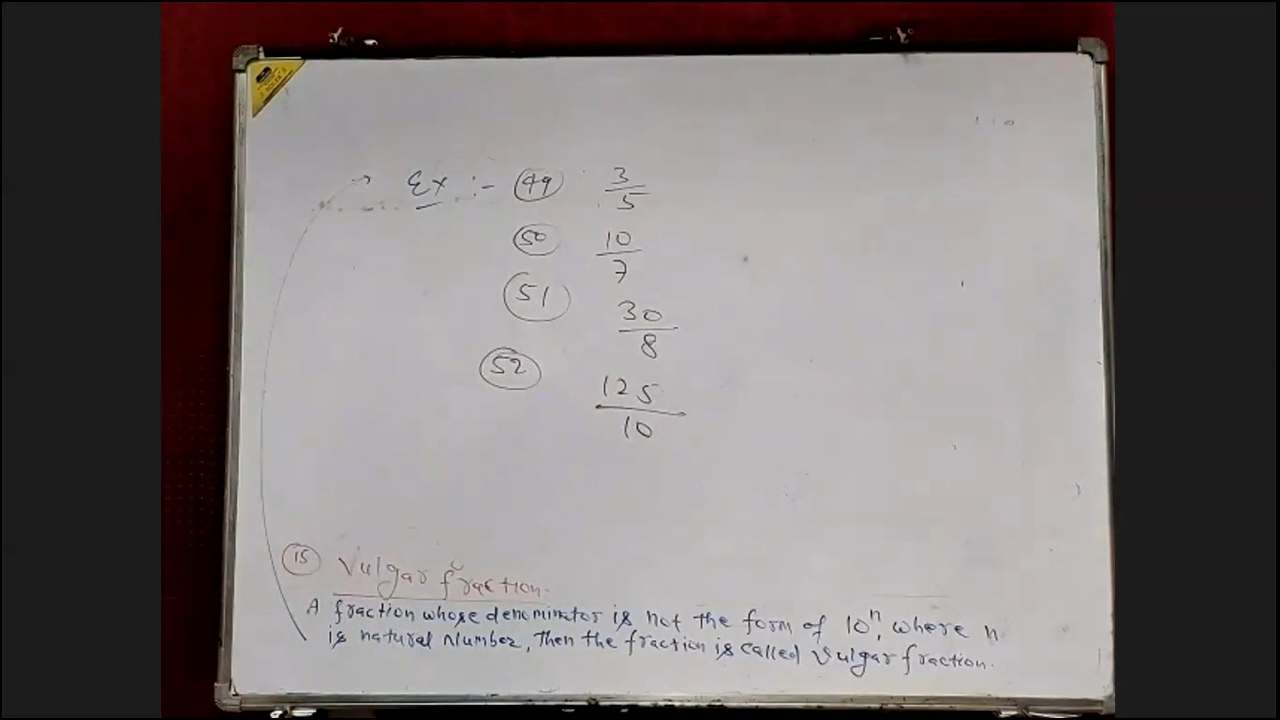 Ex :- (49) 3/5
(50) 10/7
(51) 30/8
(52) 125/10
(15) Vulgar fraction.
A fraction whose denominator is not the form of 10^n, where n
is natural Number, Then the fraction is called Vulgar fraction.